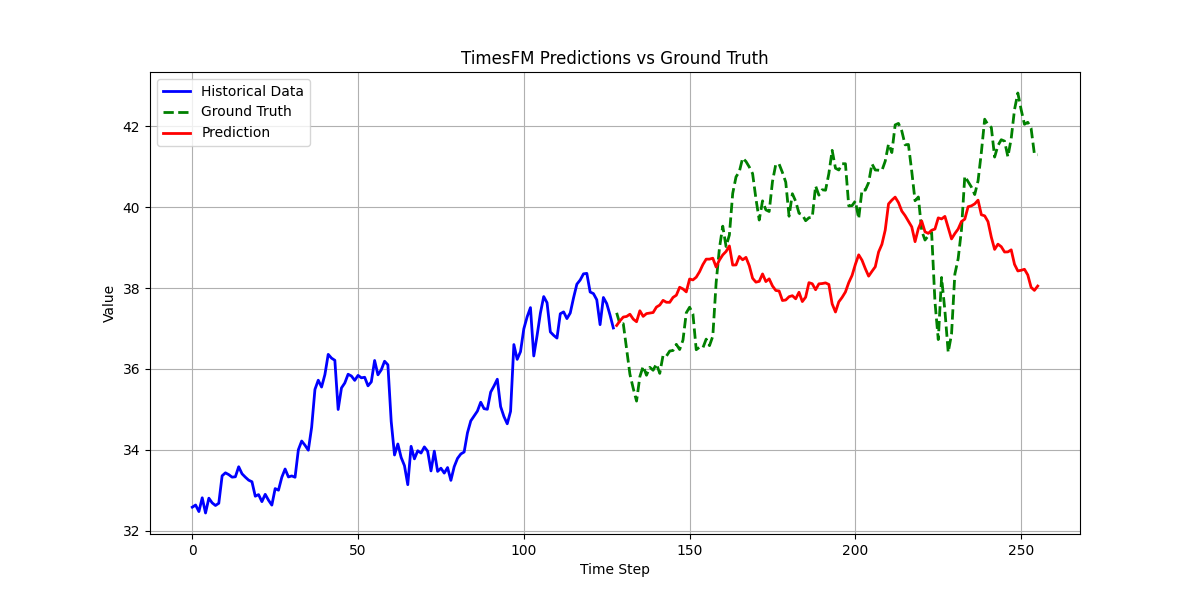 TimesFM Predictions vs Ground Truth
Historical Data
Ground Truth
Prediction
Value
42
40
38
36
34
32
0 50 100 150 200 250
Time Step